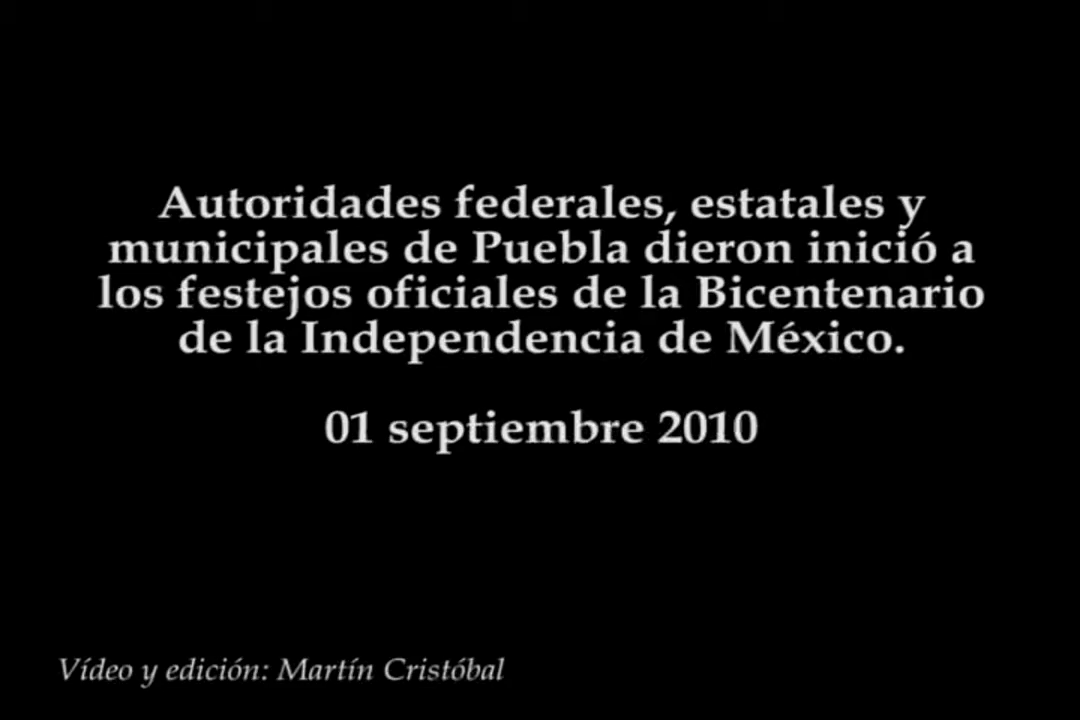 Autoridades federales, estatales y
municipales de Puebla dieron inició a
los festejos oficiales de la Bicentenario
de la Independencia de México.
01 septiembre 2010
Vídeo y edición: Martín Cristóbal